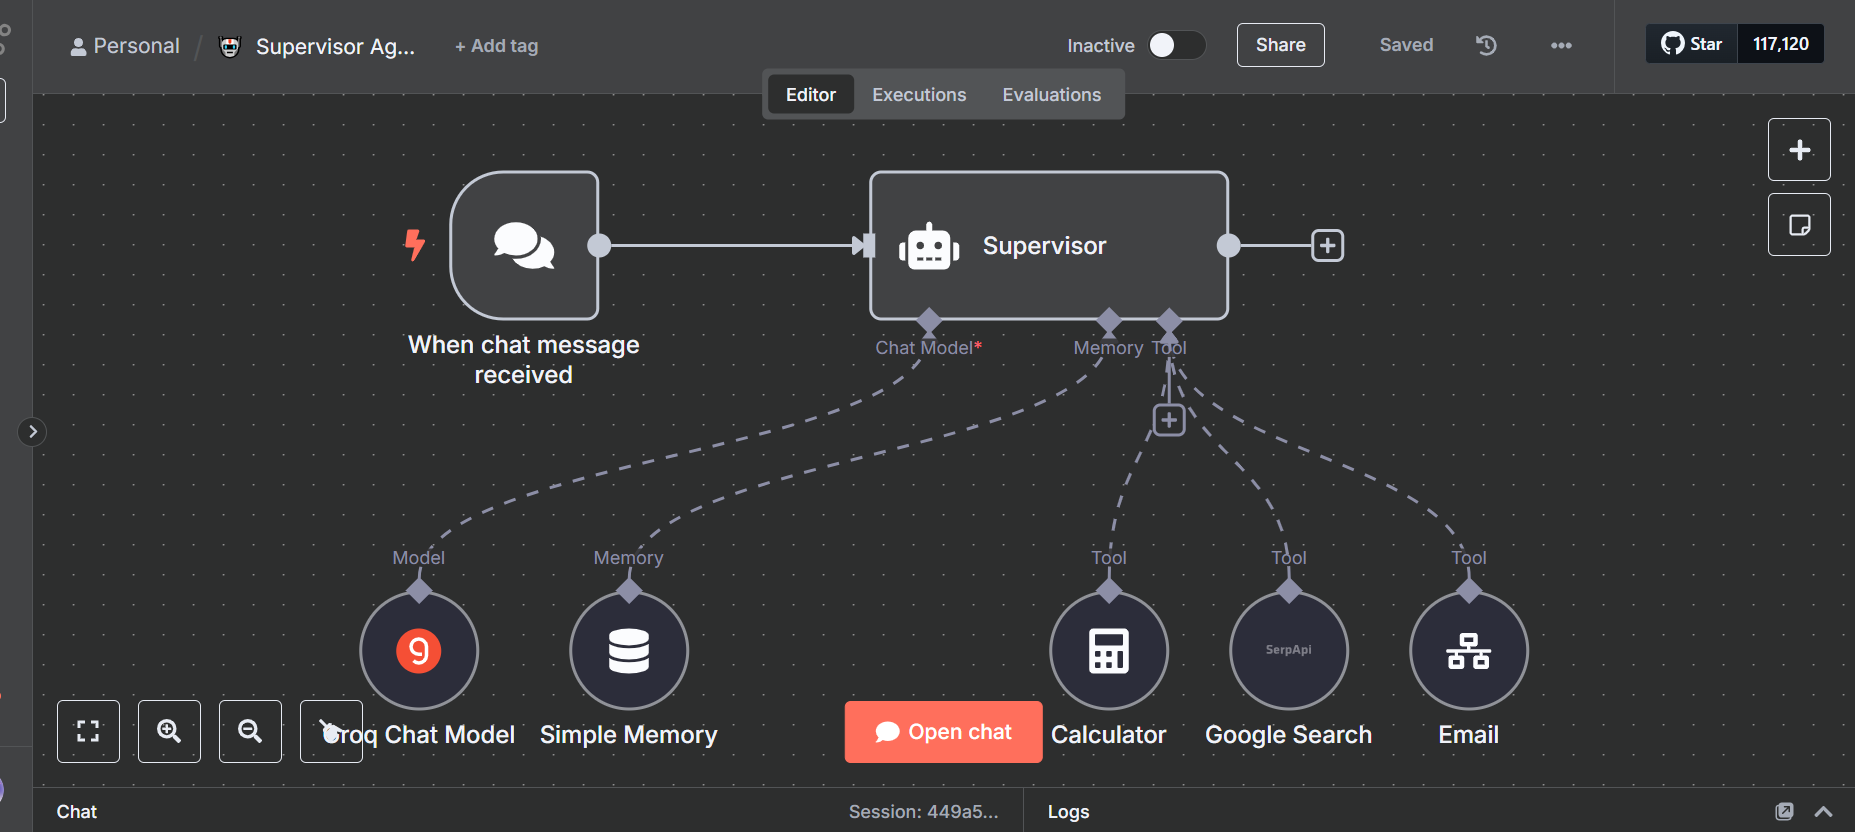 Personal / Supervisor Ag... + Add tag
Inactive
Share
Saved
Star 117,120
Editor Executions Evaluations
Supervisor
When chat message
received
Chat Model*
Memory
Tool
Model
Memory
Tool
Tool
Tool
g
SerpApi
Groq Chat Model
Simple Memory
Open chat
Calculator
Google Search
Email
Chat
Session: 449a5...
Logs